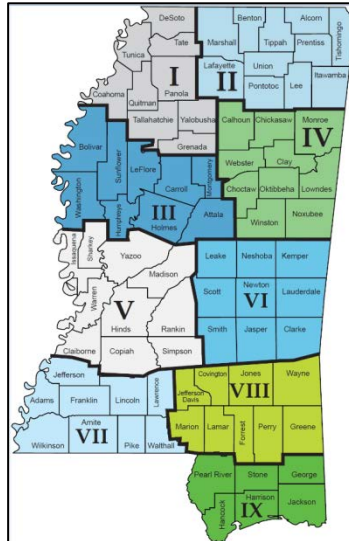 DeSoto
Tate
Tunica
I
Panola
Coahoma
Quitman
Tallahatchie
Yalobusha
Grenada
Benton
Alcorn
Tishomingo
Marshall
Tippah
Prentiss
II
Lafayette
Union
Itawamba
Pontotoc
Lee
Bolivar
Sunflower
LeFlore
Washington
Carroll
Montgomery
III
Humphreys
Holmes
Attala
Calhoun
Chickasaw
Monroe
IV
Webster
Clay
Choctaw
Oktibbeha
Lowndes
Winston
Noxubee
Issaquena
Sharkey
Yazoo
Madison
Warren
V
Hinds
Rankin
Claiborne
Copiah
Simpson
Leake
Neshoba
Kemper
Scott
Newton
Lauderdale
VI
Smith
Jasper
Clarke
Jefferson
Adams
Franklin
Lincoln
Lawrence
Amite
VII
Wilkinson
Pike
Walthall
Covington
Jones
Wayne
Jefferson
Davis
VIII
Marion
Lamar
Forrest
Perry
Greene
Pearl River
Stone
George
Hancock
Harrison
IX
Jackson